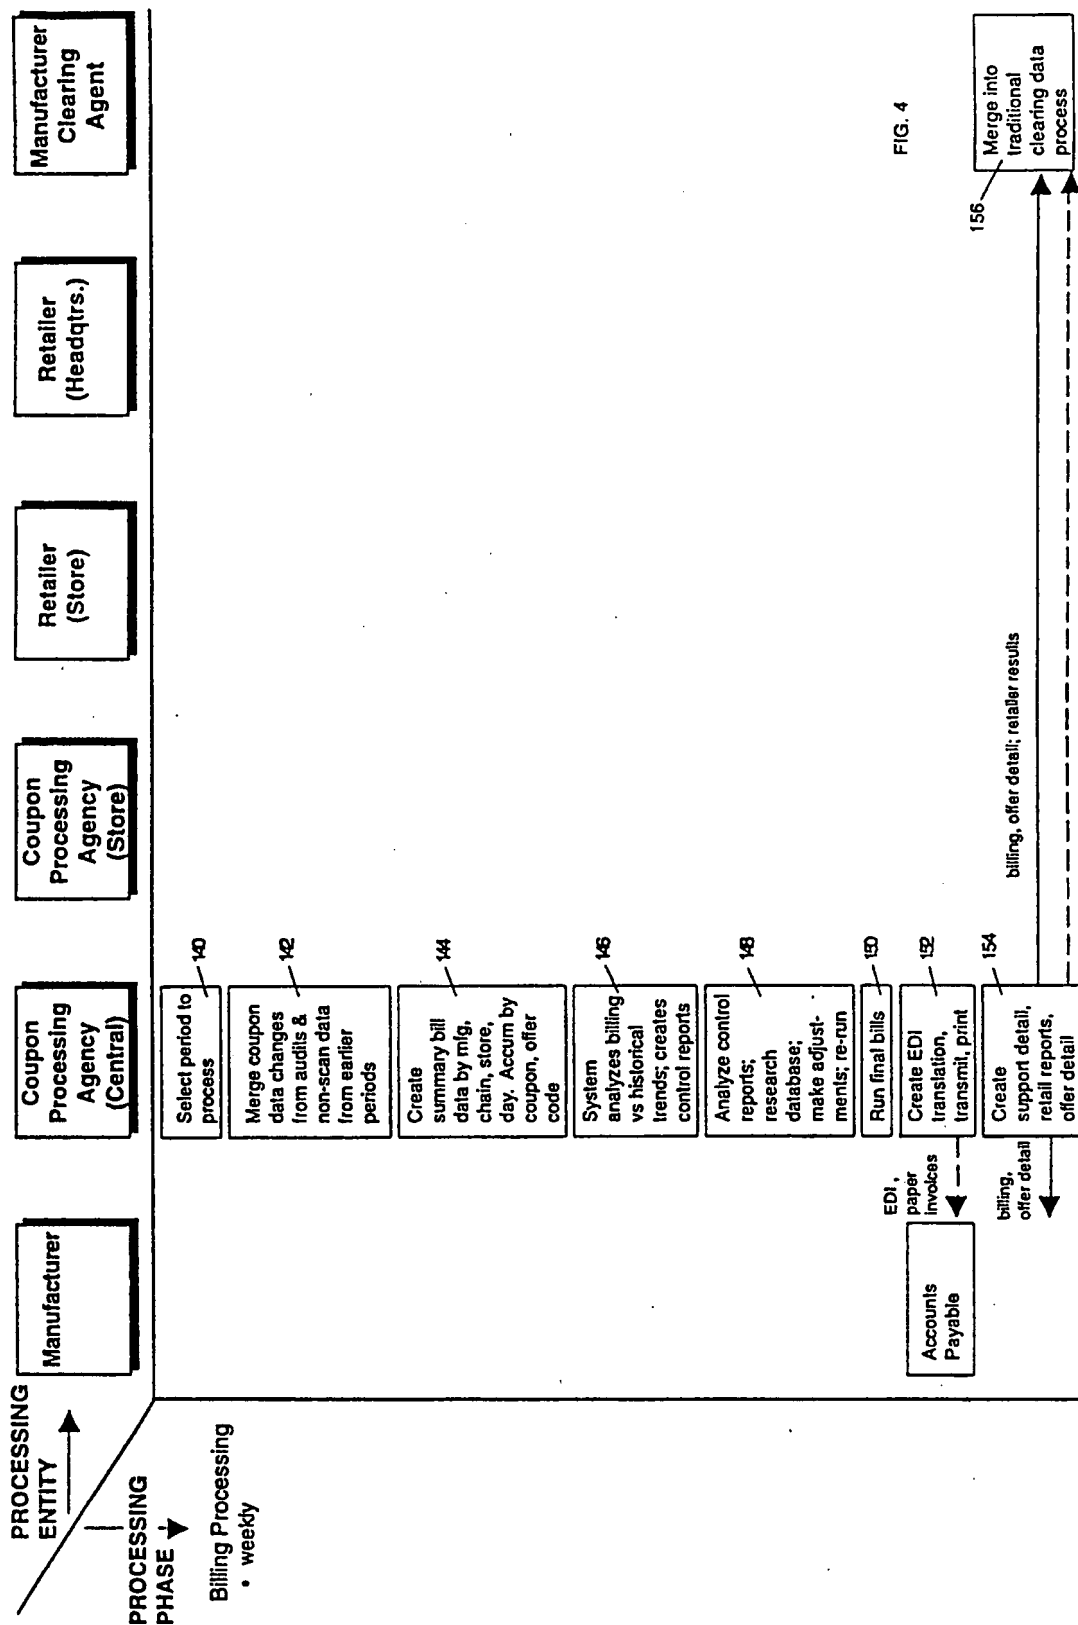 PROCESSING
ENTITY
PROCESSING
PHASE
Manufacturer
Coupon
Processing
Agency
(Central)
Coupon
Processing
Agency
(Store)
Retailer
(Store)
Retailer
(Headqtrs.)
Manufacturer
Clearing
Agent
Billing Processing
• weekly
Select period to
process
140
Merge coupon
data changes
from audits &
non-scan data
from earlier
periods
142
Create
summary bill
data by mfg,
chain, store,
day. Accum by
coupon, offer
code
144
System
analyzes billing
vs historical
trends; creates
control reports
146
Analyze control
reports;
research
database;
make adjust-
ments; re-run
148
Run final bills
150
Create EDI
translation,
transmit, print
152
EDI,
paper
invoices
Accounts
Payable
Create
support detail,
retail reports,
offer detail
154
billing,
offer detail
billing, offer detail; retailer results
FIG. 4
156
Merge into
traditional
clearing data
process